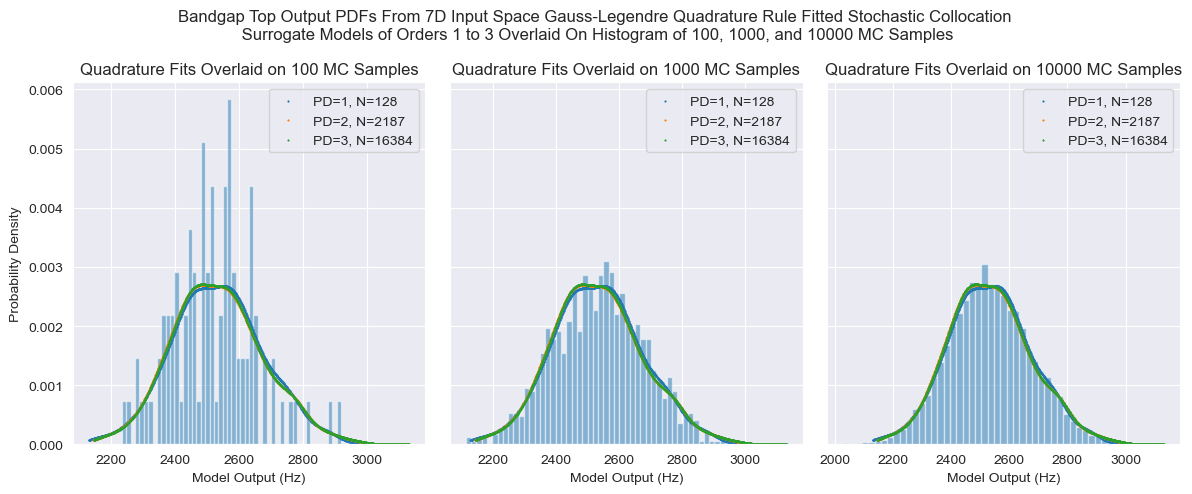 Bandgap Top Output PDFs From 7D Input Space Gauss-Legendre Quadrature Rule Fitted Stochastic Collocation
Surrogate Models of Orders 1 to 3 Overlaid On Histogram of 100, 1000, and 10000 MC Samples
Quadrature Fits Overlaid on 100 MC Samples
Quadrature Fits Overlaid on 1000 MC Samples
Quadrature Fits Overlaid on 10000 MC Samples
Probability Density
0.006
0.005
0.004
0.003
0.002
0.001
0.000
PD=1, N=128
PD=2, N=2187
PD=3, N=16384
2200 2400 2600 2800 3000
Model Output (Hz)
PD=1, N=128
PD=2, N=2187
PD=3, N=16384
2200 2400 2600 2800 3000
Model Output (Hz)
PD=1, N=128
PD=2, N=2187
PD=3, N=16384
2000 2200 2400 2600 2800 3000
Model Output (Hz)